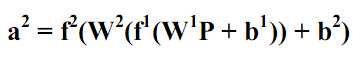 a² = f²(W²(f¹(W¹P + b¹)) + b²)